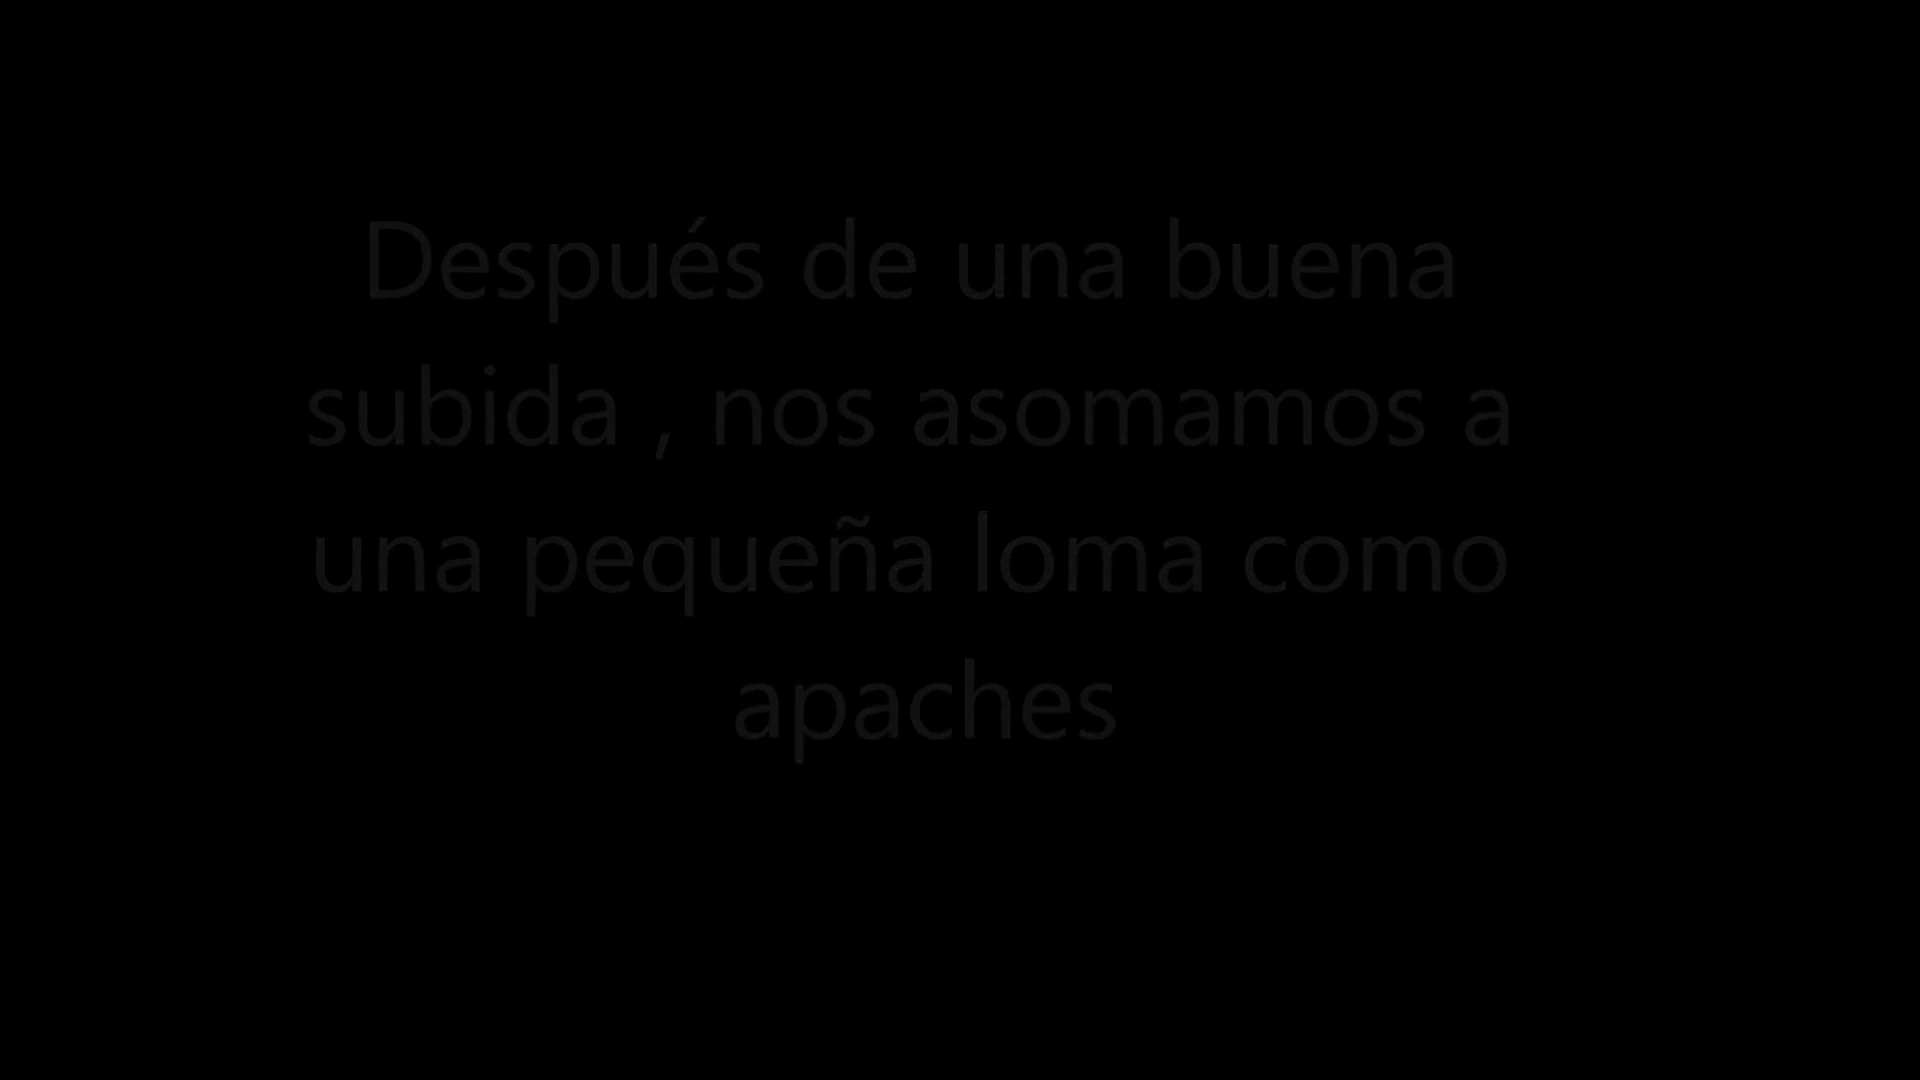 Después de una buena
subida , nos asomamos a
una pequeña loma como
apaches